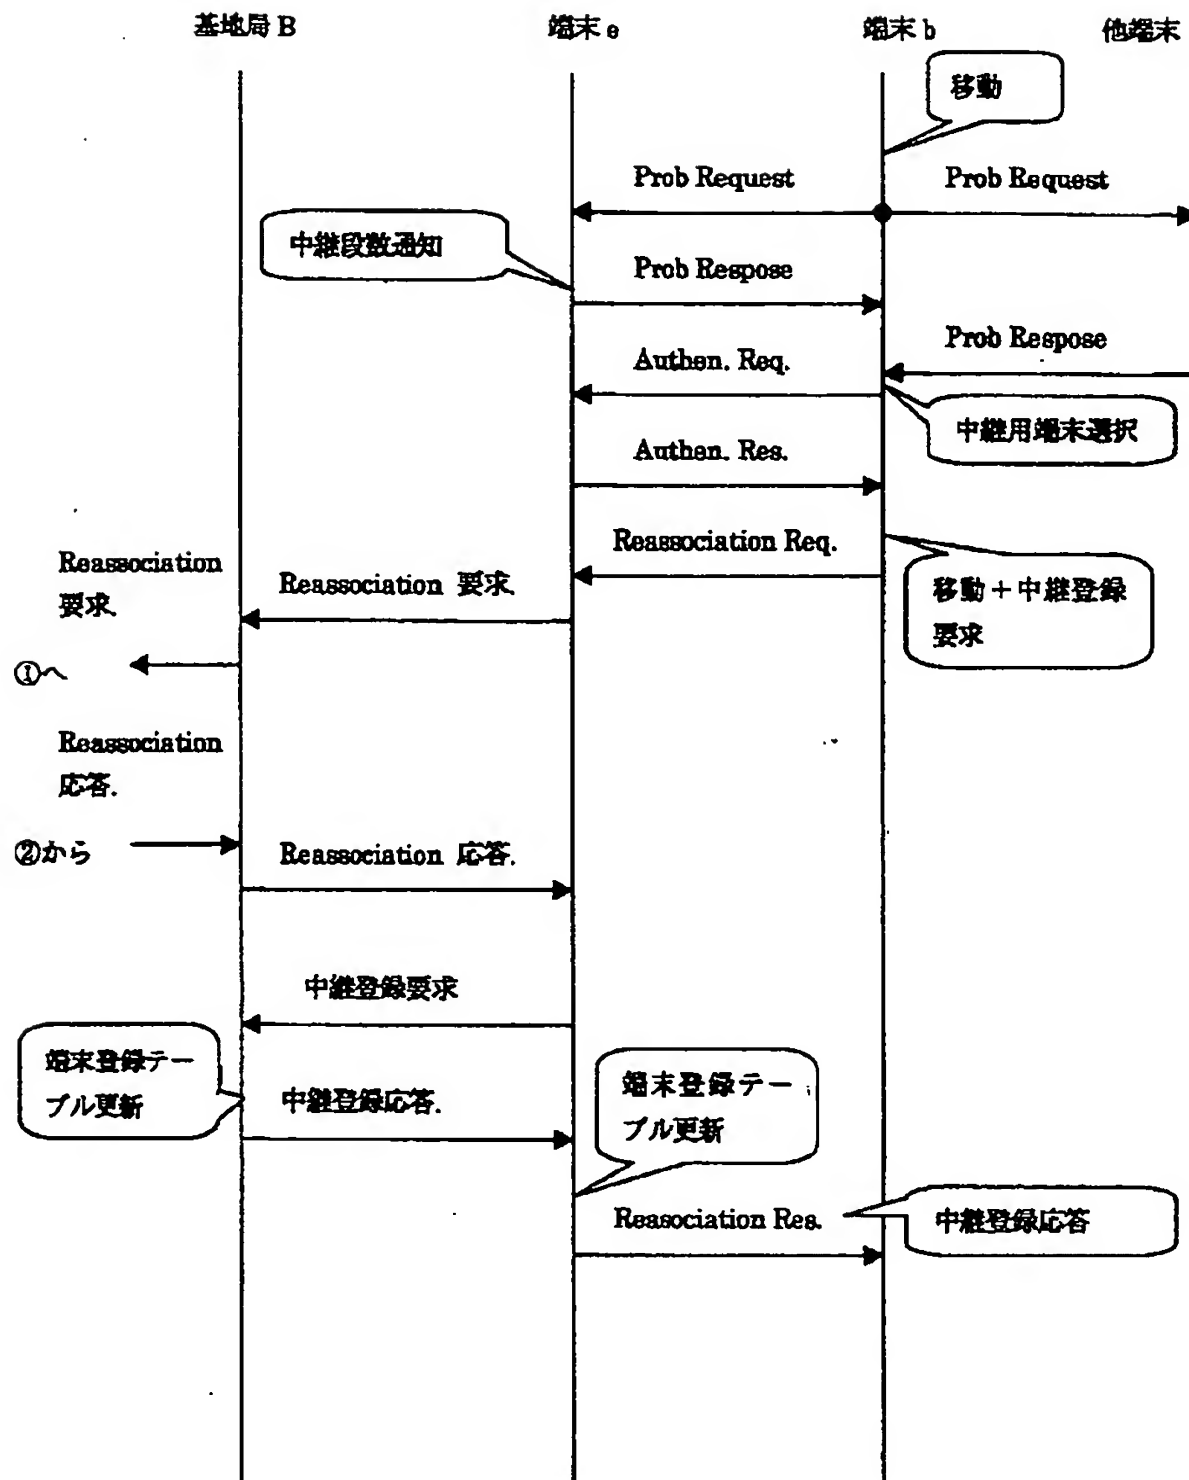 基地局 B 端末 e 端末 b 他端末
移動
Prob Request Prob Request
中継段数通知
Prob Respose
Prob Respose
Authen. Req.
中継用端末選択
Authen. Res.
Reassociation Req.
Reassociation
要求.
Reassociation 要求.
移動＋中継登録
要求
①へ
Reassociation
応答.
②から
Reassociation 応答.
中継登録要求
端末登録テー
ブル更新
中継登録応答.
端末登録テー
ブル更新
Reasociation Res.
中継登録応答